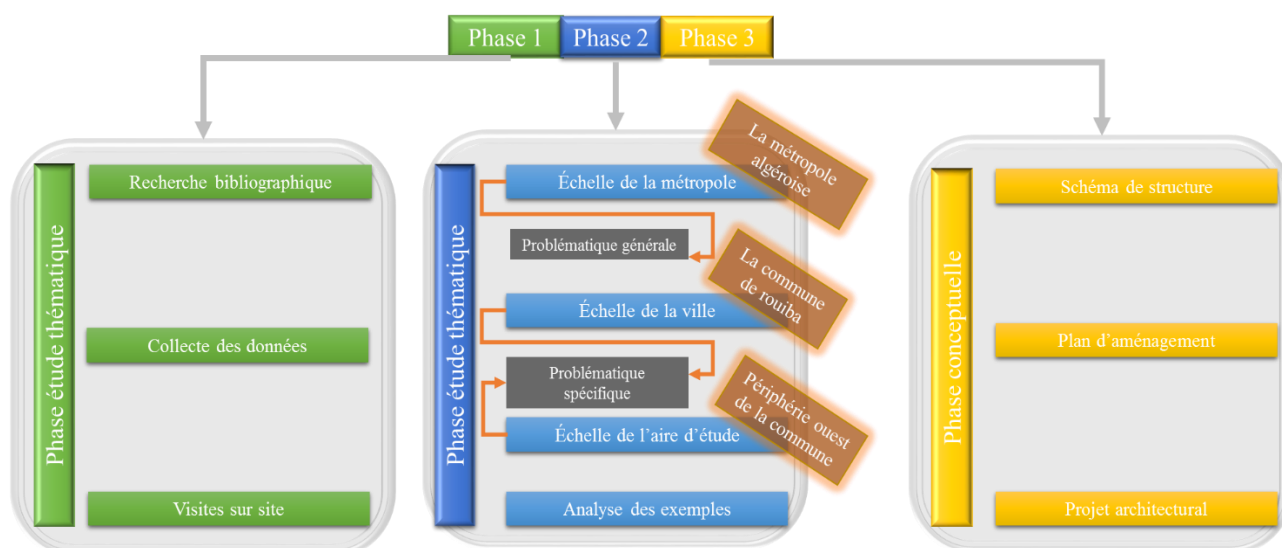 Phase 1
Phase 2
Phase 3
Phase étude thématique
Recherche bibliographique
Collecte des données
Visites sur site
Phase étude thématique
Échelle de la métropole
La métropole
algéroise
Problématique générale
Échelle de la ville
La commune
de rouiba
Problématique
spécifique
Échelle de l'aire d'étude
Périphérie ouest
de la commune
Analyse des exemples
Phase conceptuelle
Schéma de structure
Plan d'aménagement
Projet architectural